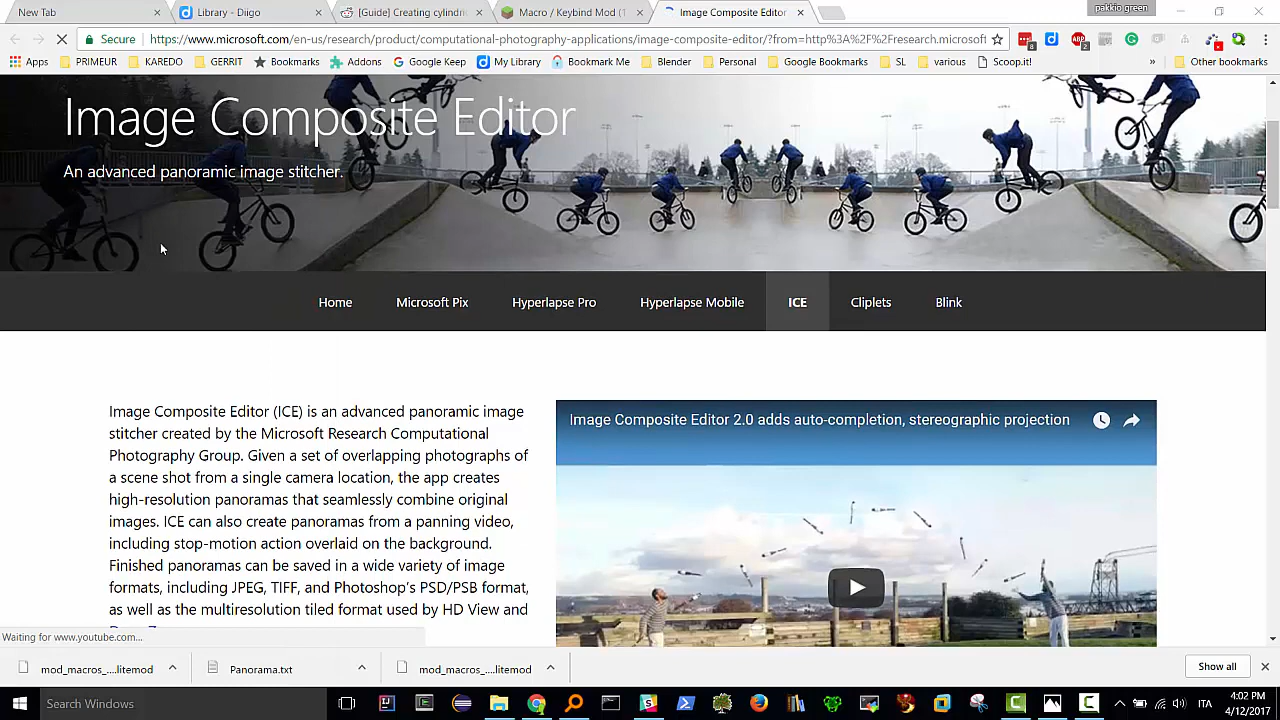 New Tab
Library - Diigo
[Guide] Creating cylindri
Macro / Keybind Mod (
Image Composite Editor
pakkio green
Secure
https://www.microsoft.com/en-us/research/product/computational-photography-applications/image-composite-editor/?from=http%3A%2F%2Fresearch.microsoft
Apps
PRIMEUR
KAREDO
GERRIT
Bookmarks
Addons
Google Keep
My Library
Bookmark Me
Blender
Personal
Google Bookmarks
SL
various
Scoop.it!
»
Other bookmarks
Image Composite Editor
An advanced panoramic image stitcher.
Home
Microsoft Pix
Hyperlapse Pro
Hyperlapse Mobile
ICE
Cliplets
Blink
Image Composite Editor (ICE) is an advanced panoramic image
stitcher created by the Microsoft Research Computational
Photography Group. Given a set of overlapping photographs of
a scene shot from a single camera location, the app creates
high-resolution panoramas that seamlessly combine original
images. ICE can also create panoramas from a panning video,
including stop-motion action overlaid on the background.
Finished panoramas can be saved in a wide variety of image
formats, including JPEG, TIFF, and Photoshop's PSD/PSB format,
as well as the multiresolution tiled format used by HD View and
Image Composite Editor 2.0 adds auto-completion, stereographic projection
Waiting for www.youtube.com...
mod_macros_....litemod
Panorama.txt
mod_macros_....litemod
Show all
Search Windows
ITA
4:02 PM
4/12/2017